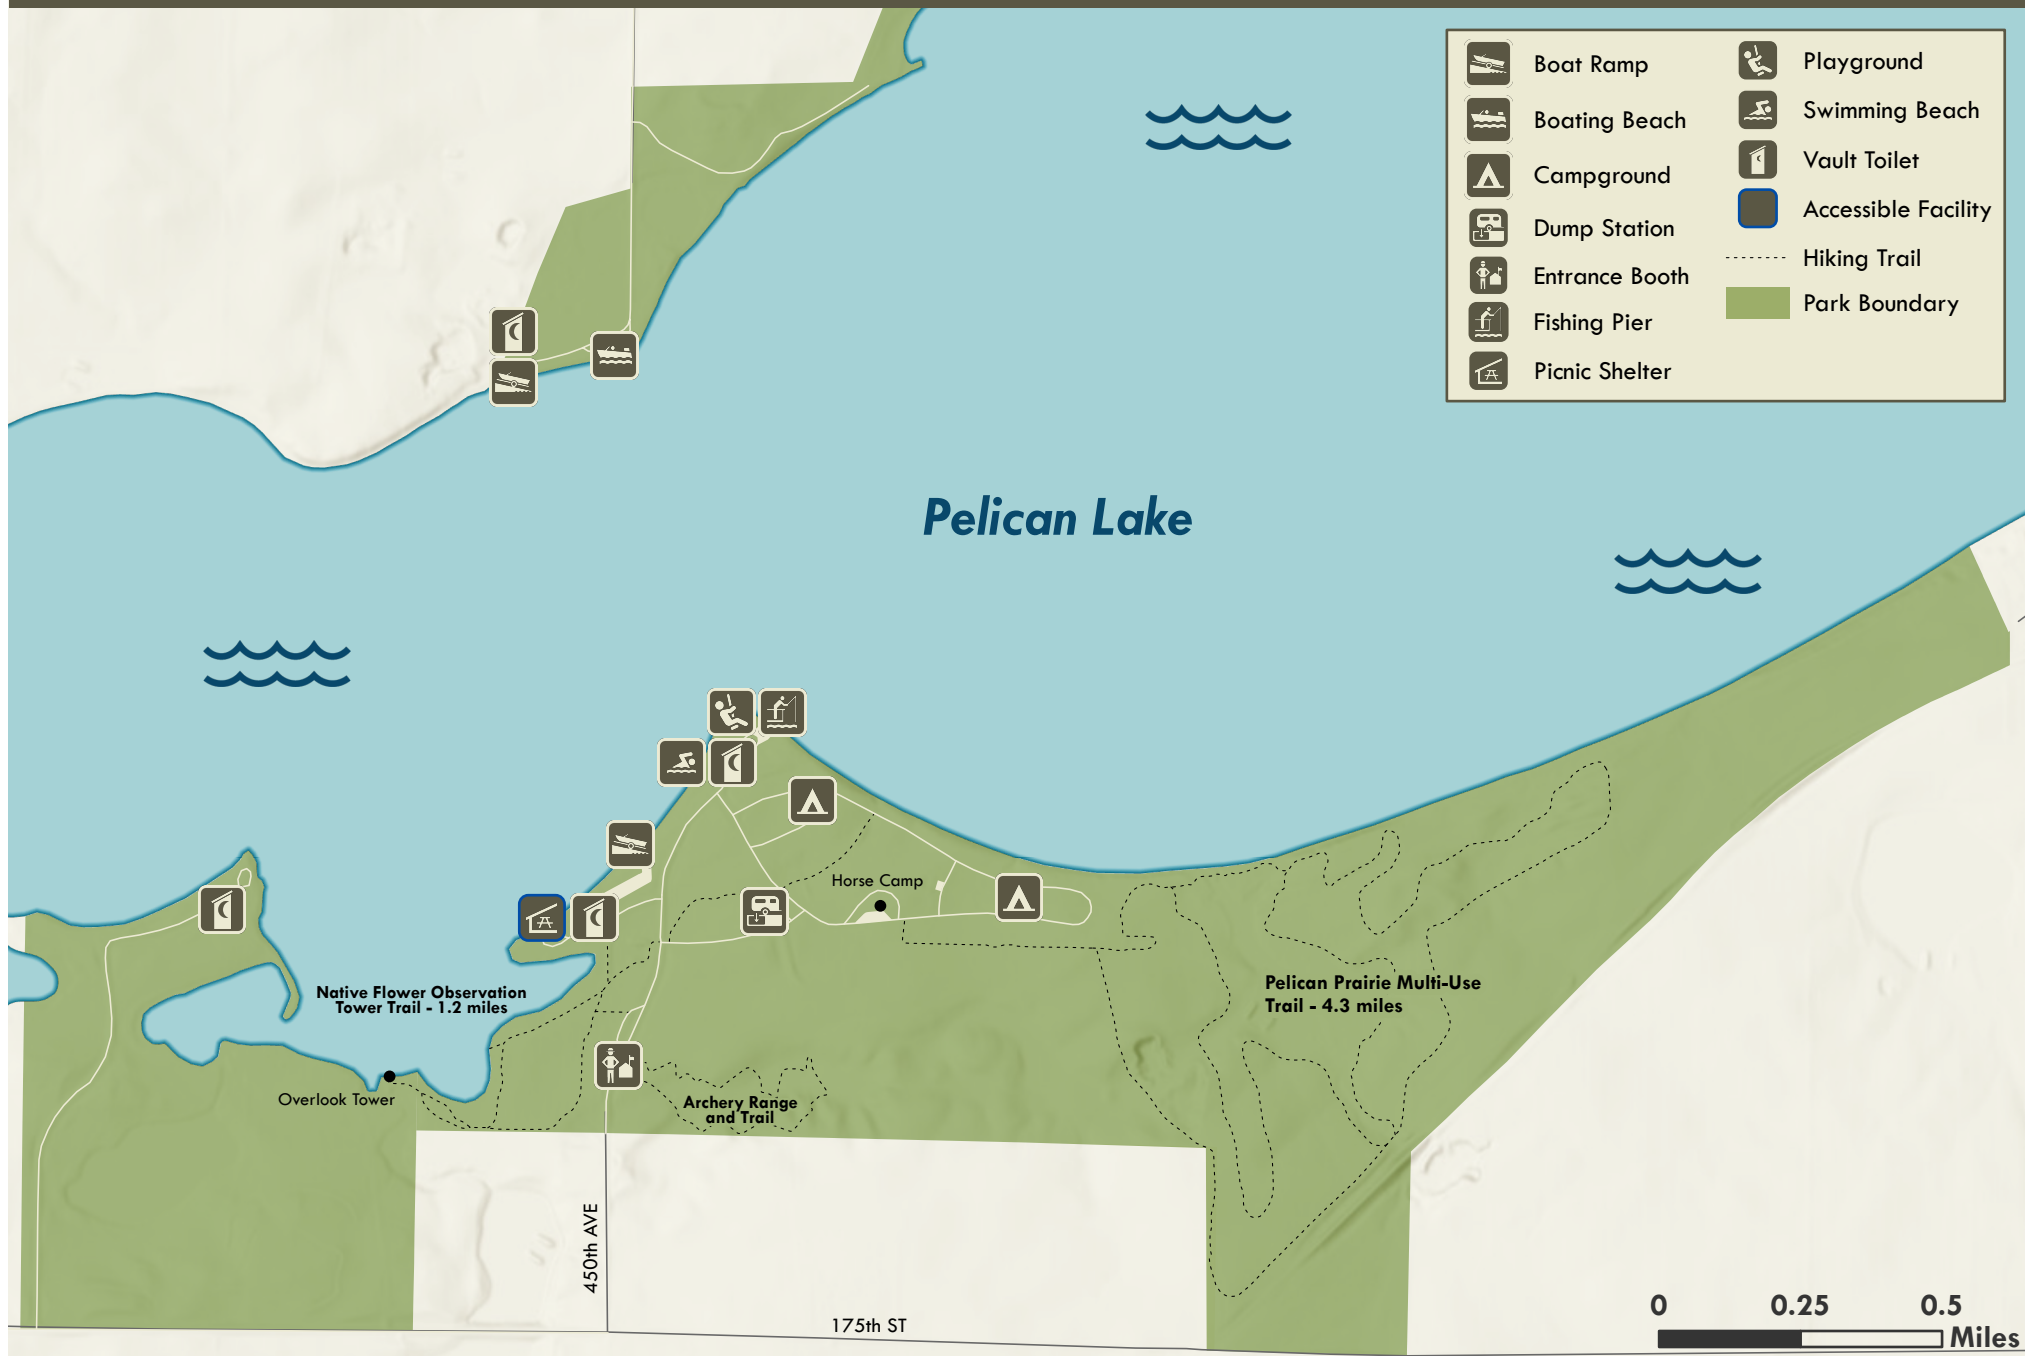 Boat Ramp
Boating Beach
Campground
Dump Station
Entrance Booth
Fishing Pier
Picnic Shelter
Playground
Swimming Beach
Vault Toilet
Accessible Facility
Hiking Trail
Park Boundary
Pelican Lake
Horse Camp
Native Flower Observation
Tower Trail - 1.2 miles
Pelican Prairie Multi-Use
Trail - 4.3 miles
Overlook Tower
Archery Range
and Trail
450th AVE
175th ST
0 0.25 0.5
Miles